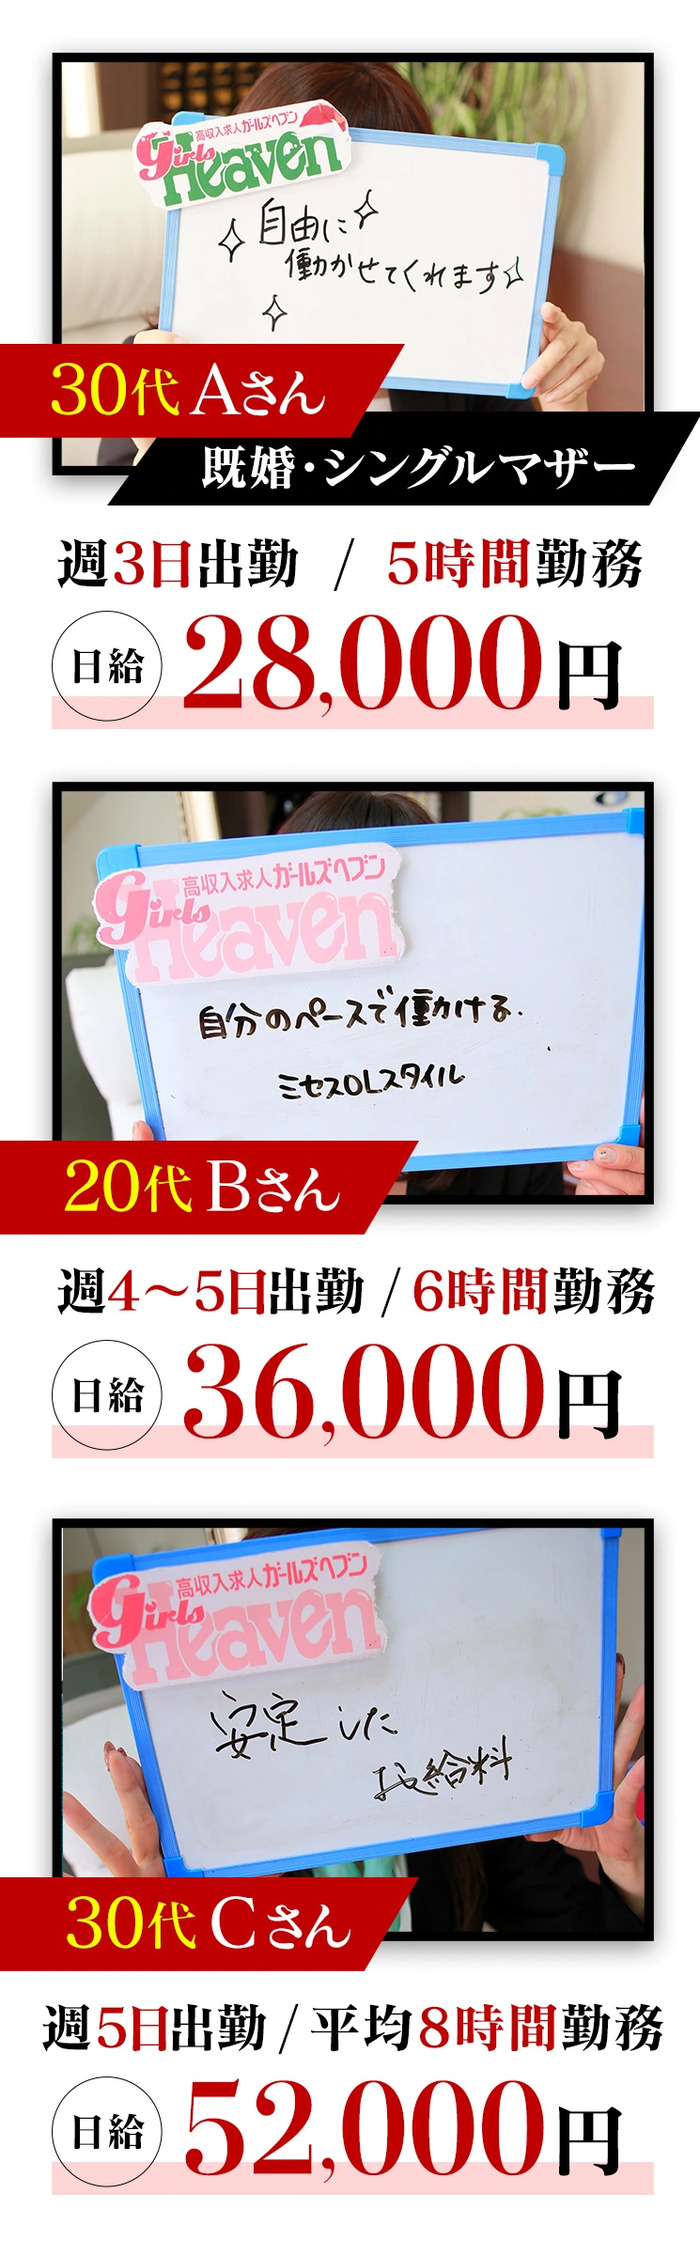 高収入求人ガールズヘブン
Girls Heaven
自由に
働かせてくれます
30代 Aさん
既婚・シングルマザー
週3日出勤 / 5時間勤務
日給 28,000円
高収入求人ガールズヘブン
Girls Heaven
自分のペースで働ける.
ミセスOLスタイル
20代 Bさん
週4～5日出勤 / 6時間勤務
日給 36,000円
高収入求人ガールズヘブン
Girls Heaven
安定した
お給料
30代 Cさん
週5日出勤 / 平均8時間勤務
日給 52,000円